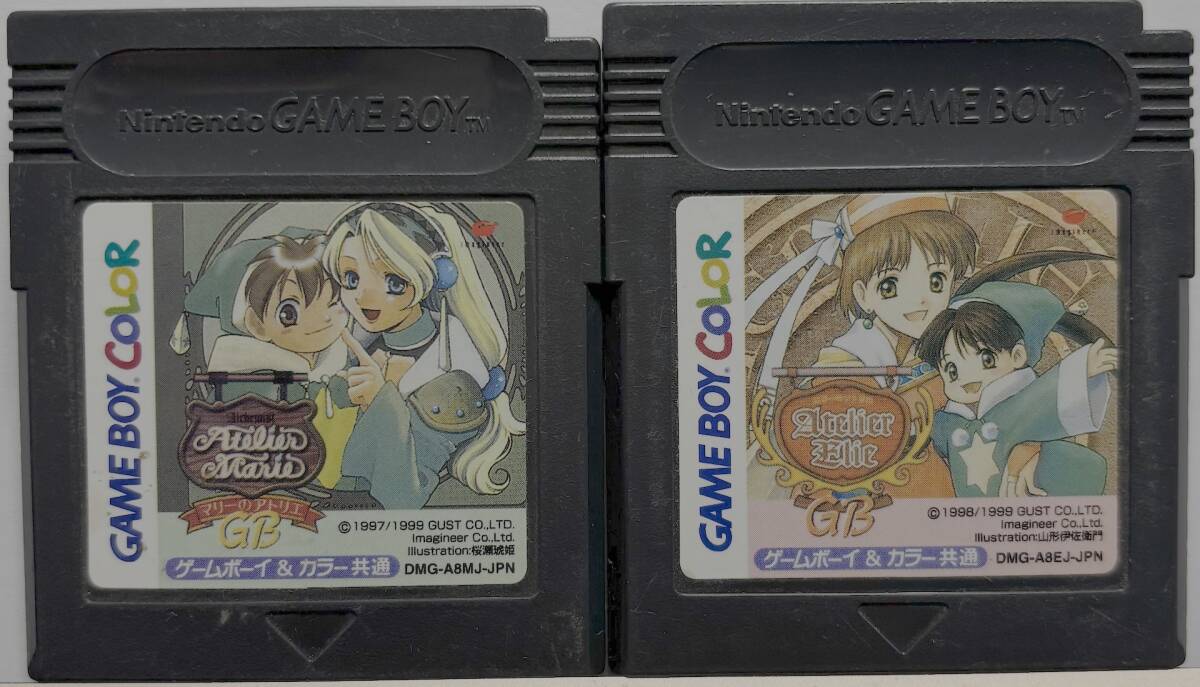 Nintendo GAME BOY TM
GAME BOY COLOR
imagineer
Alchemist
Atelier
Marie
マリーのアトリエ
GB
©1997/1999 GUST CO.,LTD.
Imagineer Co.,Ltd.
Illustration:桜瀬琥姫
ゲームボーイ & カラー共通 DMG-A8MJ-JPN
Nintendo GAME BOY TM
GAME BOY COLOR
imagineer
Atelier
Elie
GB
©1998/1999 GUST CO.,LTD.
Imagineer Co.,Ltd.
Illustration:山形伊佐衛門
ゲームボーイ & カラー共通 DMG-A8EJ-JPN